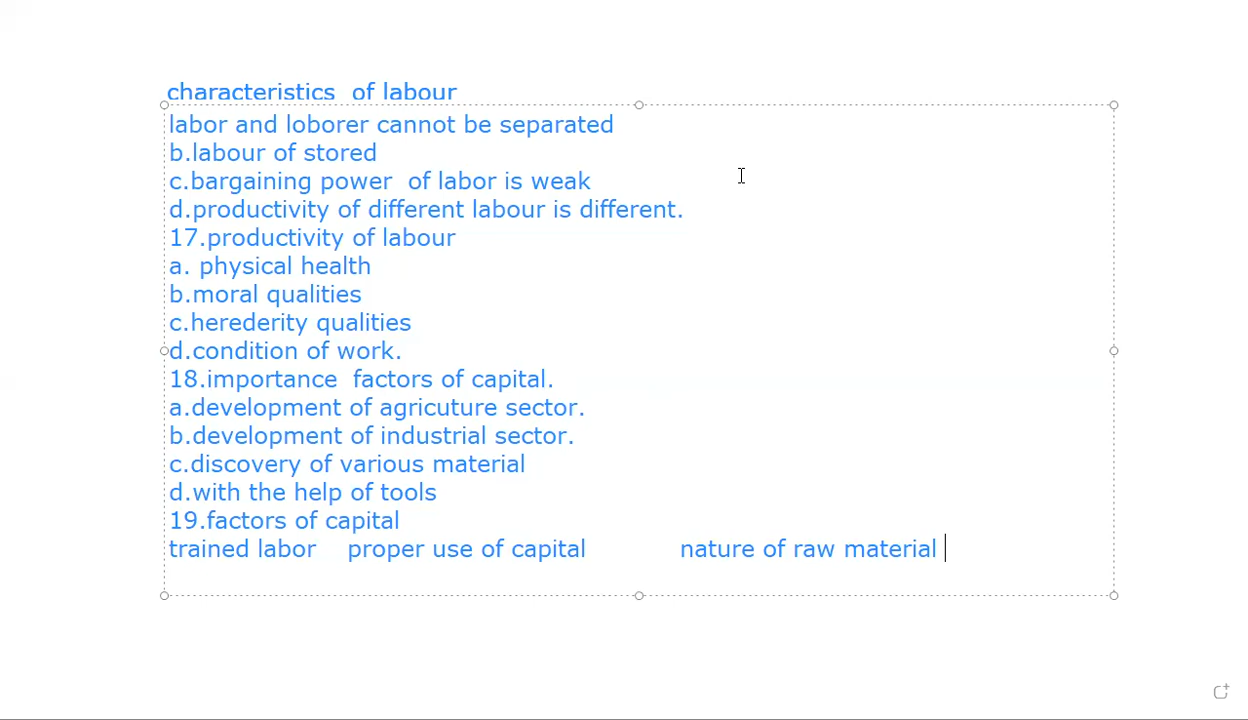 characteristics of labour
labor and loborer cannot be separated
b.labour of stored
c.bargaining power of labor is weak
d.productivity of different labour is different.
17.productivity of labour
a. physical health
b.moral qualities
c.herederity qualities
d.condition of work.
18.importance factors of capital.
a.development of agricuture sector.
b.development of industrial sector.
c.discovery of various material
d.with the help of tools
19.factors of capital
trained labor proper use of capital nature of raw material